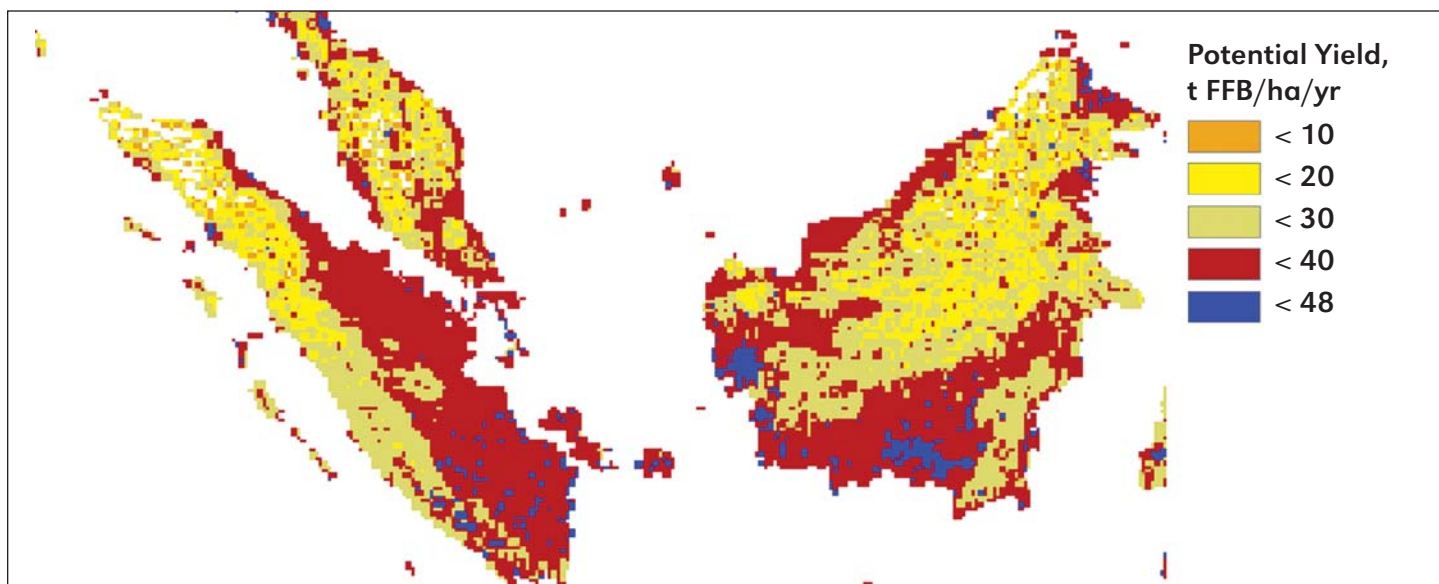 Potential Yield,
t FFB/ha/yr
< 10
< 20
< 30
< 40
< 48